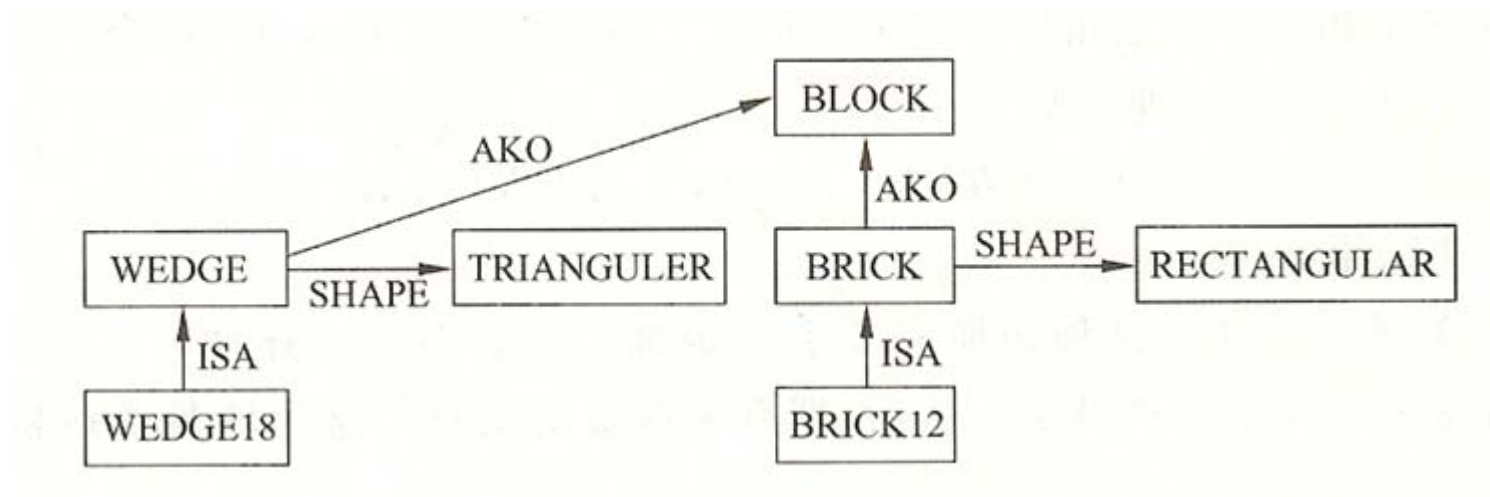 BLOCK
AKO
AKO
WEDGE
SHAPE
TRIANGULER
BRICK
SHAPE
RECTANGULAR
ISA
ISA
WEDGE18
BRICK12